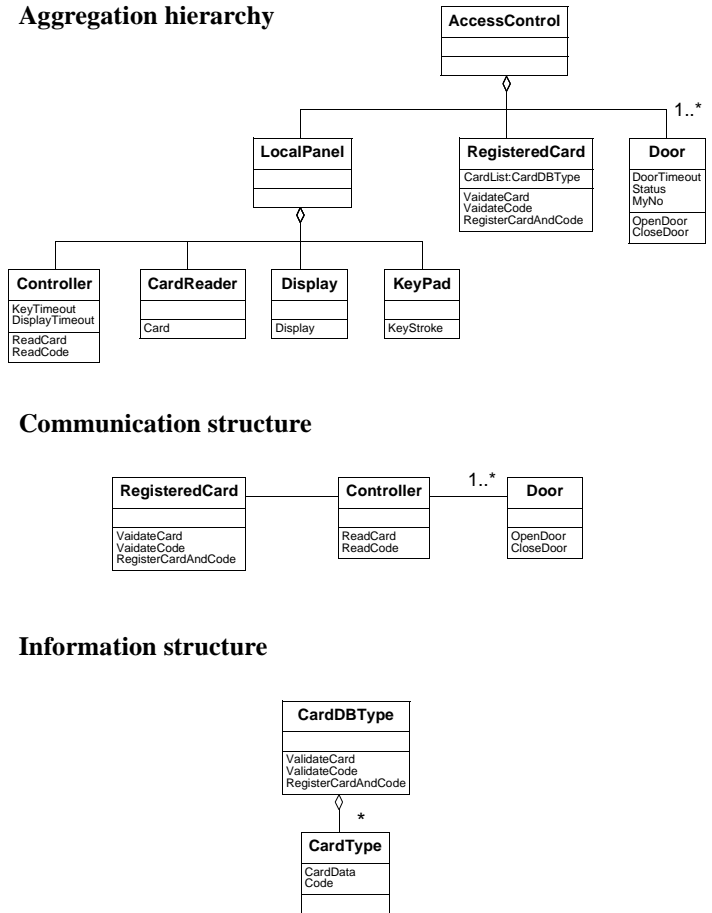 Aggregation hierarchy
AccessControl
1..*
LocalPanel
RegisteredCard
CardList:CardDBType
VaidateCard
VaidateCode
RegisterCardAndCode
Door
DoorTimeout
Status
MyNo
OpenDoor
CloseDoor
Controller
KeyTimeout
DisplayTimeout
ReadCard
ReadCode
CardReader
Card
Display
Display
KeyPad
KeyStroke
Communication structure
RegisteredCard
VaidateCard
VaidateCode
RegisterCardAndCode
Controller
ReadCard
ReadCode
1..*
Door
OpenDoor
CloseDoor
Information structure
CardDBType
ValidateCard
ValidateCode
RegisterCardAndCode
*
CardType
CardData
Code